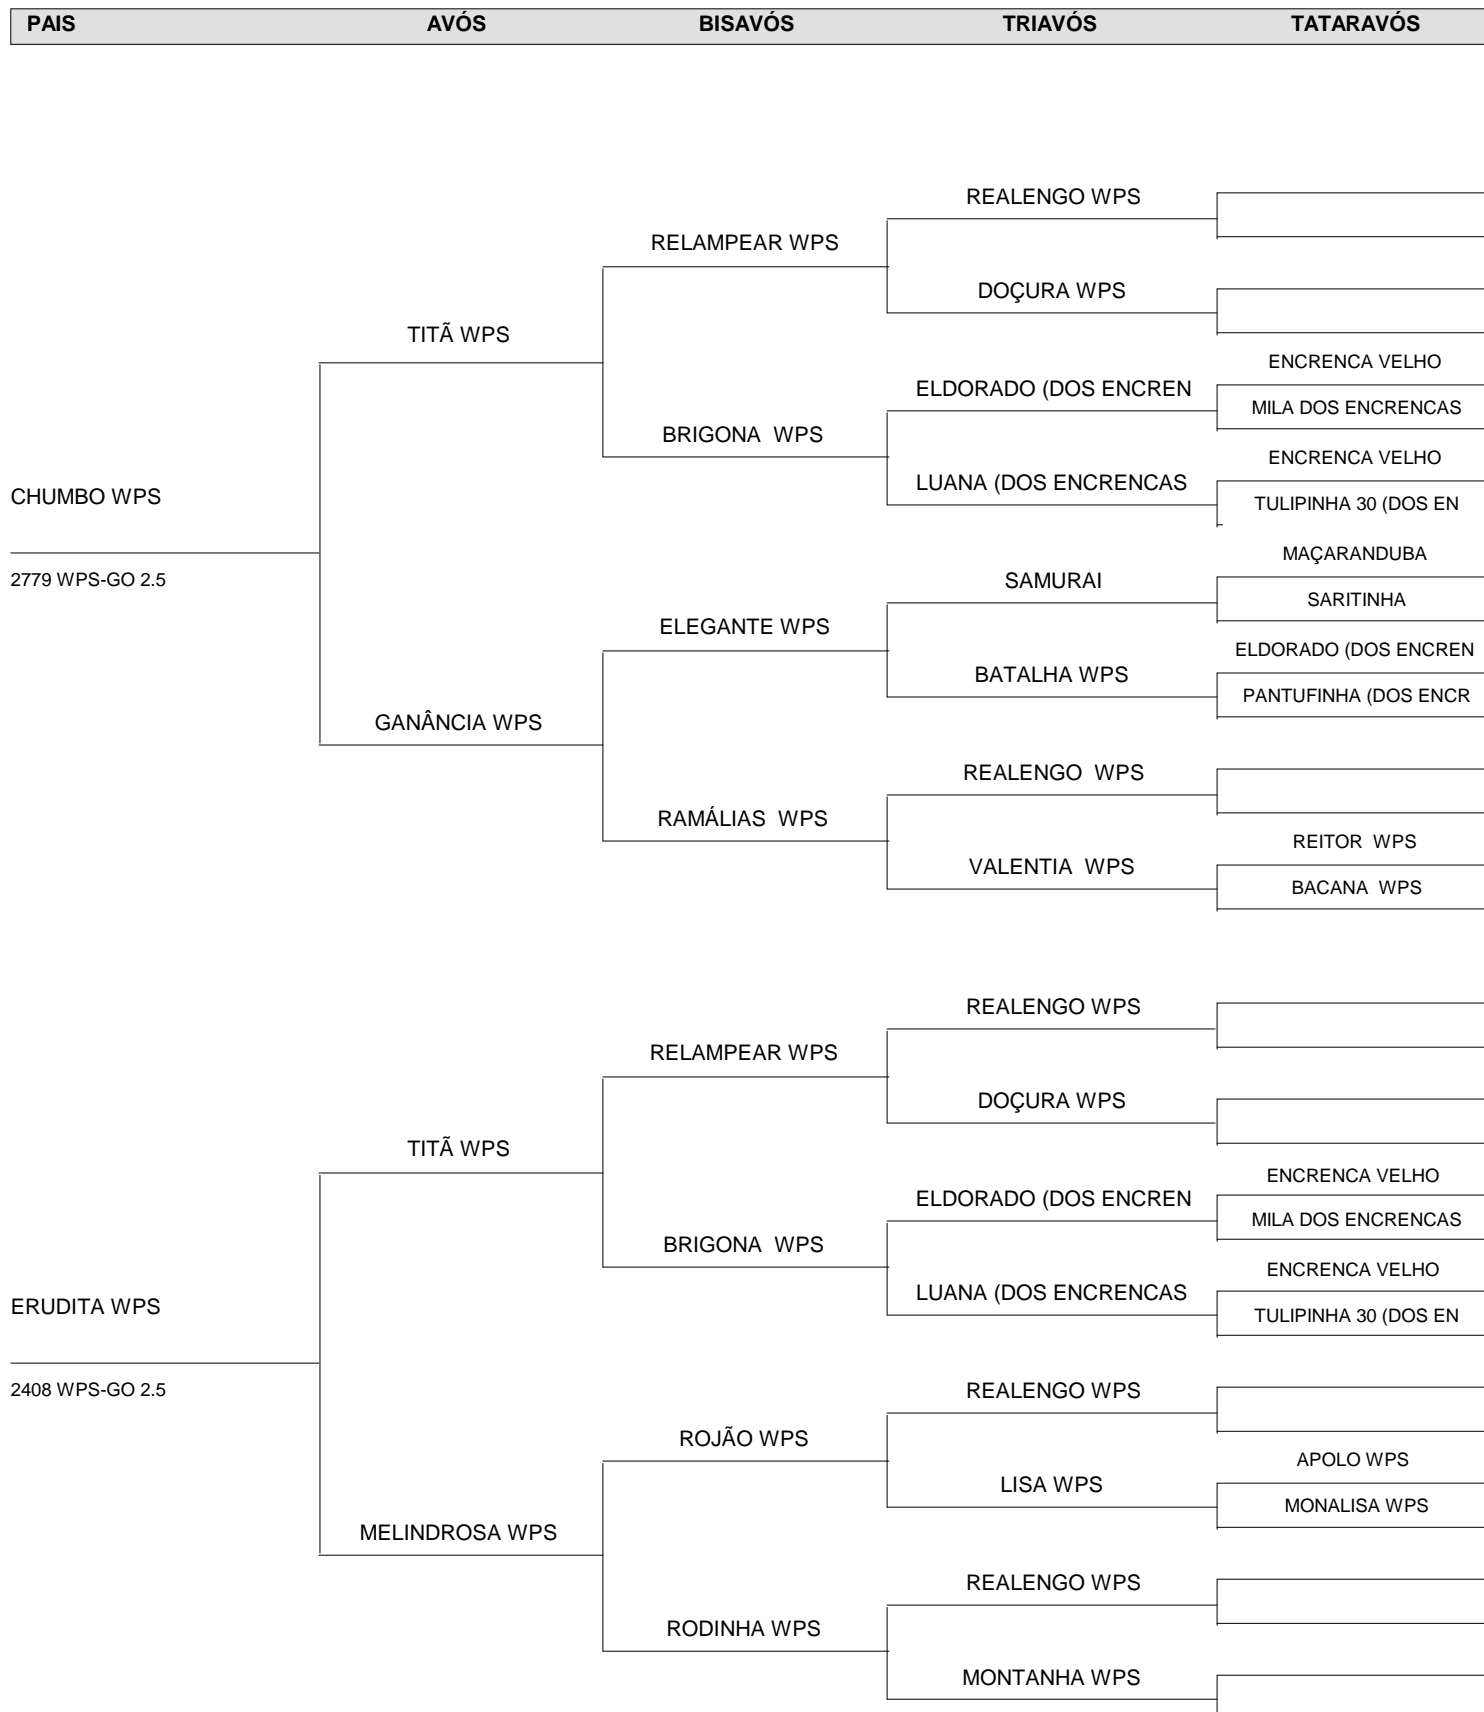 PAIS AVÓS BISAVÓS TRIAVÓS TATARAVÓS
REALENGO WPS
RELAMPEAR WPS
DOÇURA WPS
TITÃ WPS
ENCRENCA VELHO
ELDORADO (DOS ENCREN
MILA DOS ENCRENCAS
BRIGONA WPS
ENCRENCA VELHO
LUANA (DOS ENCRENCAS
CHUMBO WPS
TULIPINHA 30 (DOS EN
MAÇARANDUBA
2779 WPS-GO 2.5
SAMURAI
SARITINHA
ELEGANTE WPS
ELDORADO (DOS ENCREN
BATALHA WPS
PANTUFINHA (DOS ENCR
GANÂNCIA WPS
REALENGO WPS
RAMÁLIAS WPS
REITOR WPS
VALENTIA WPS
BACANA WPS
REALENGO WPS
RELAMPEAR WPS
DOÇURA WPS
TITÃ WPS
ENCRENCA VELHO
ELDORADO (DOS ENCREN
MILA DOS ENCRENCAS
BRIGONA WPS
ENCRENCA VELHO
LUANA (DOS ENCRENCAS
ERUDITA WPS
TULIPINHA 30 (DOS EN
2408 WPS-GO 2.5
REALENGO WPS
ROJÃO WPS
APOLO WPS
LISA WPS
MONALISA WPS
MELINDROSA WPS
REALENGO WPS
RODINHA WPS
MONTANHA WPS